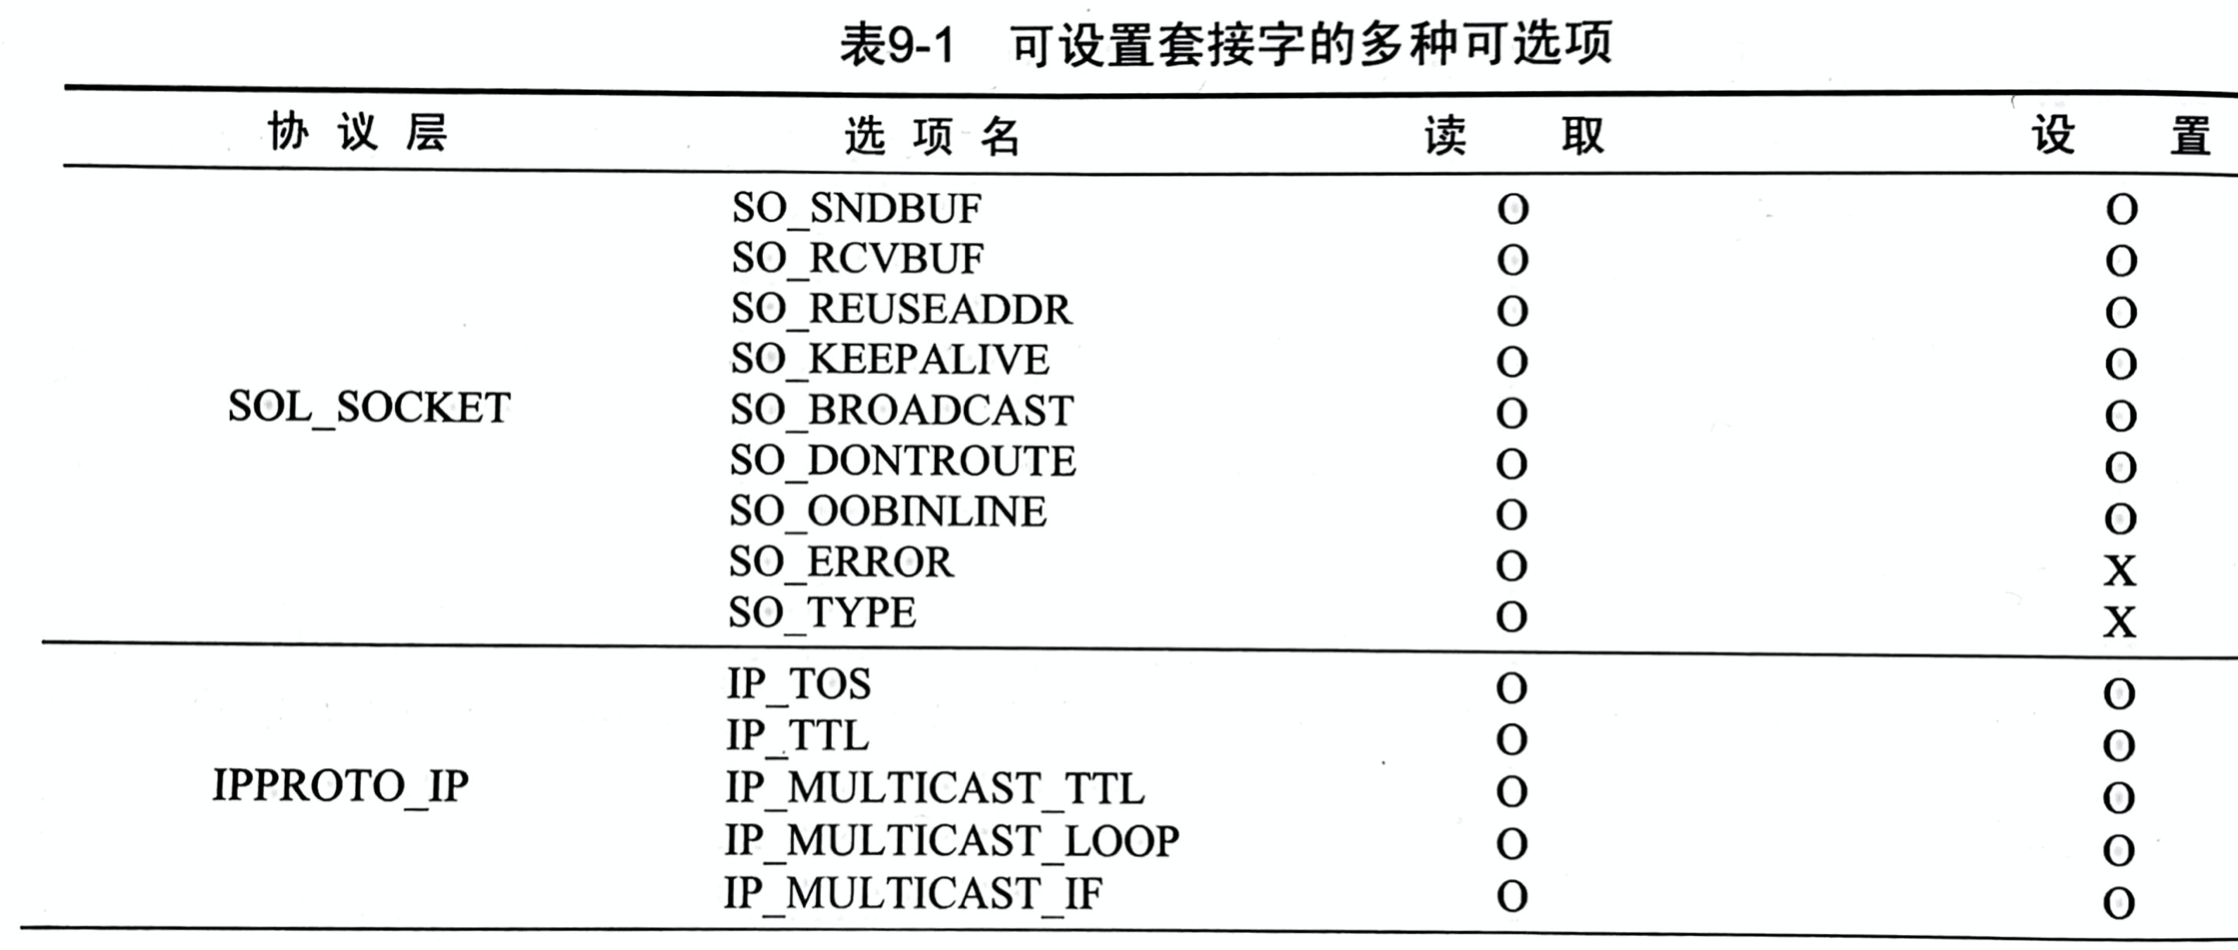 表9-1 可设置套接字的多种可选项
协议层 选项名 读取 设置
SO_SNDBUF O O
SO_RCVBUF O O
SO_REUSEADDR O O
SO_KEEPALIVE O O
SOL_SOCKET SO_BROADCAST O O
SO_DONTROUTE O O
SO_OOBINLINE O O
SO_ERROR O X
SO_TYPE O X
IP_TOS O O
IP_TTL O O
IPPROTO_IP IP_MULTICAST_TTL O O
IP_MULTICAST_LOOP O O
IP_MULTICAST_IF O O